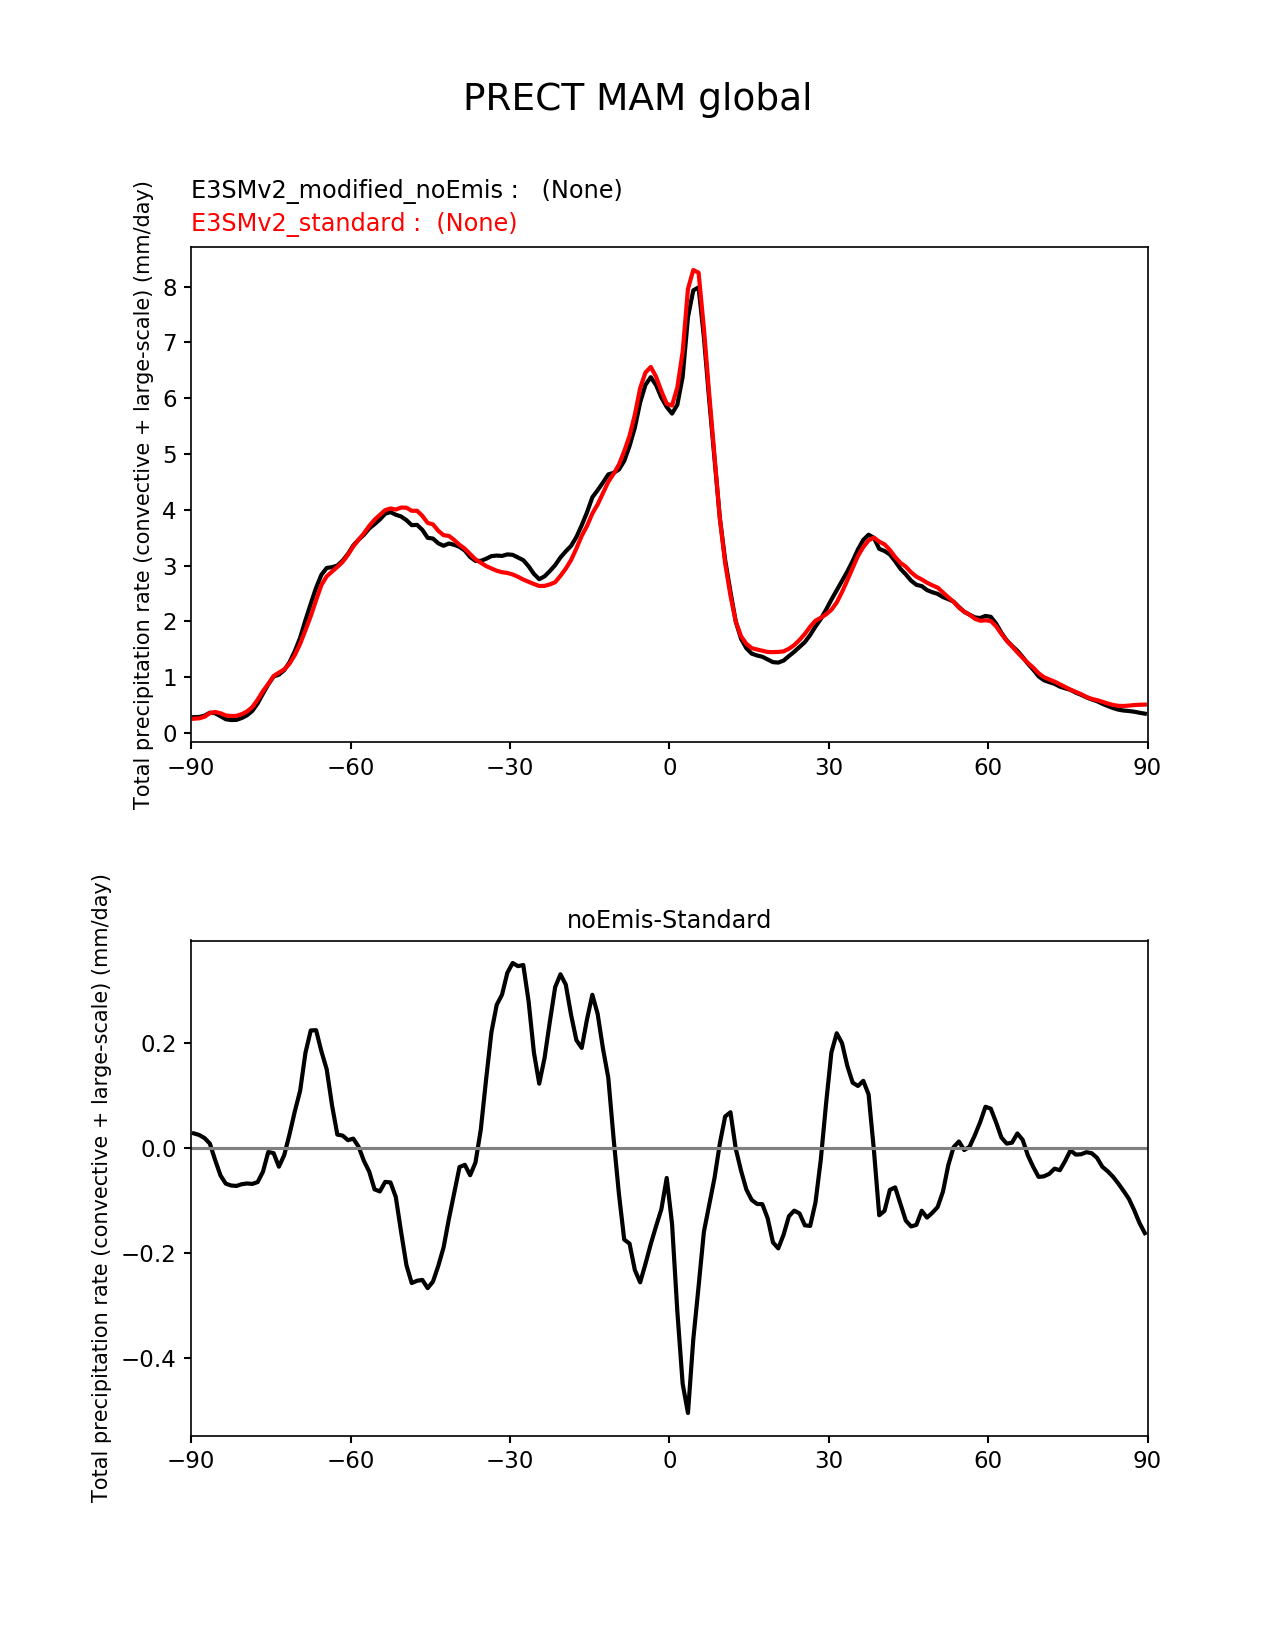 PRECT MAM global
E3SMv2_modified_noEmis :   (None)
E3SMv2_standard :  (None)
Total precipitation rate (convective + large-scale) (mm/day)
8
7
6
5
4
3
2
1
0
−90 −60 −30 0 30 60 90
noEmis-Standard
Total precipitation rate (convective + large-scale) (mm/day)
0.2
0.0
−0.2
−0.4
−90 −60 −30 0 30 60 90